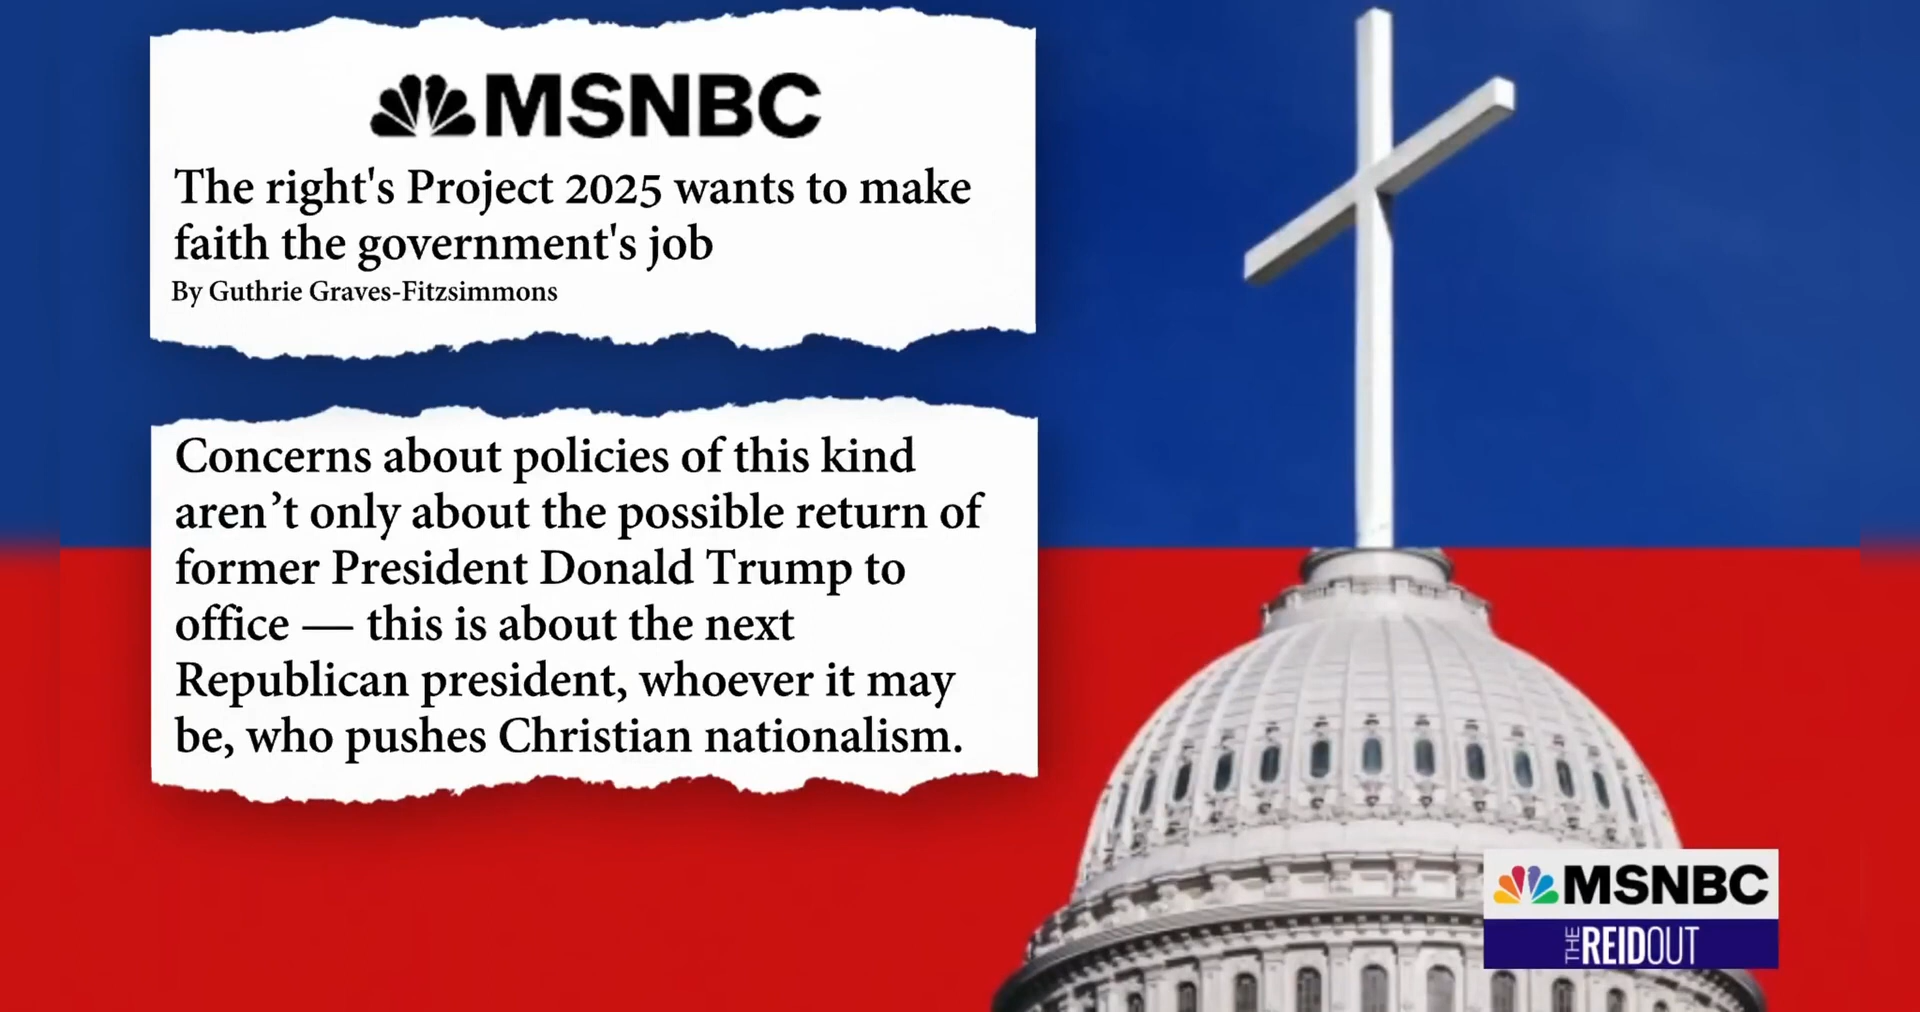 MSNBC
The right's Project 2025 wants to make
faith the government's job
By Guthrie Graves-Fitzsimmons
Concerns about policies of this kind
aren’t only about the possible return of
former President Donald Trump to
office — this is about the next
Republican president, whoever it may
be, who pushes Christian nationalism.
MSNBC
THE REIDOUT